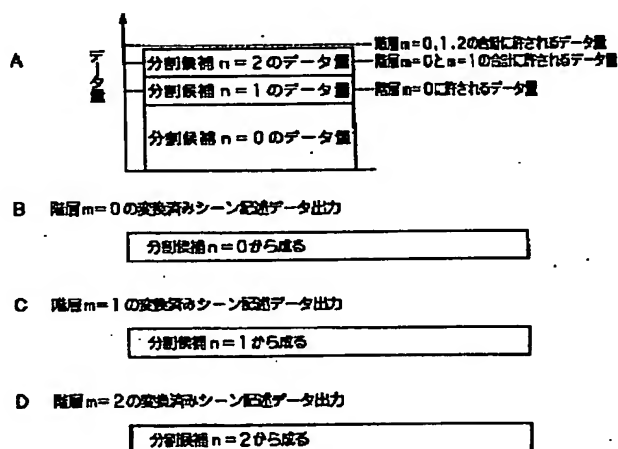 A
データ量
階層m=0,1,2の合計に許されるデータ量
階層m=0とm=1の合計に許されるデータ量
階層m=0に許されるデータ量
分割候補n=2のデータ量
分割候補n=1のデータ量
分割候補n=0のデータ量
B 階層m=0の変換済みシーン記述データ出力
分割候補n=0から成る
C 階層m=1の変換済みシーン記述データ出力
分割候補n=1から成る
D 階層m=2の変換済みシーン記述データ出力
分割候補n=2から成る